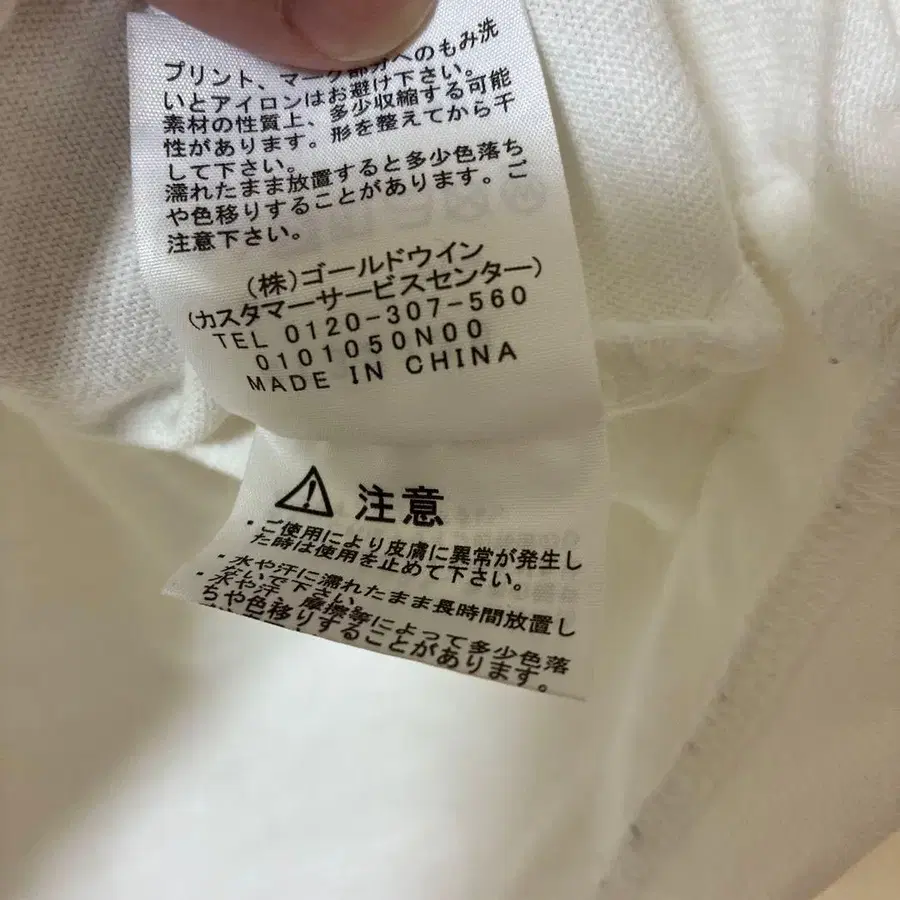 プリント、マーク部分へのもみ洗
いとアイロンはお避け下さい。
素材の性質上、多少収縮する可能
性があります。形を整えてから干
して下さい。
濡れたまま放置すると多少色落ち
や色移りすることがあります。ご
注意下さい。
(株)ゴールドウイン
(カスタマーサービスセンター)
TEL 0120-307-560
0101050N00
MADE IN CHINA
注意
・ご使用により皮膚に異常が発生し
た時は使用を止めて下さい。
・水や汗に濡れたまま長時間放置し
ないで下さい。
・水や汗、摩擦等によって多少色落
ちや色移りすることがあります。